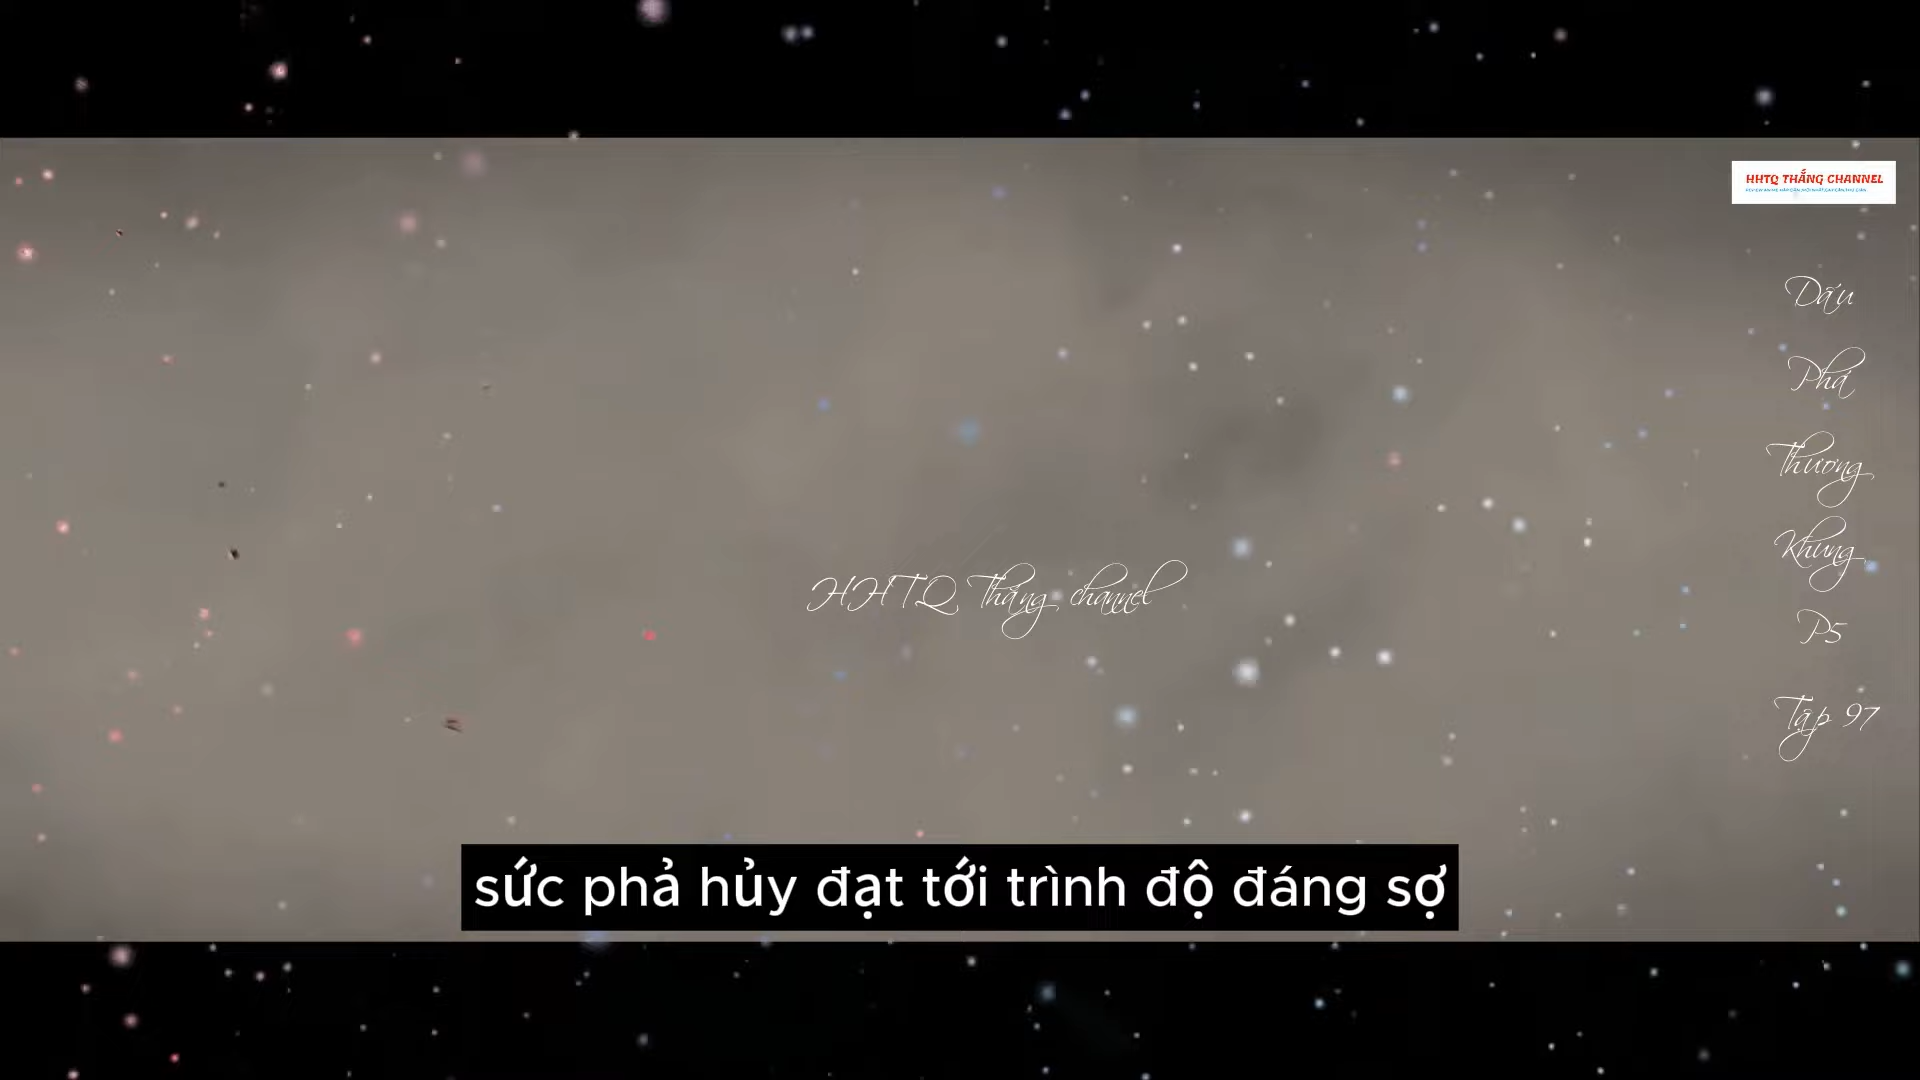 HHTQ THẮNG CHANNEL
Dấu
Phá
Thương
Khung
P5
Tập 97
HHTQ Thắng channel
sức phả hủy đạt tới trình độ đáng sợ